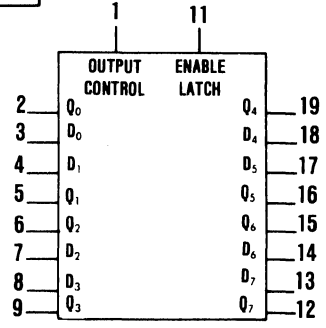 1 11
OUTPUT ENABLE
CONTROL LATCH
2 Q₀ Q₄ 19
3 D₀ D₄ 18
4 D₁ D₅ 17
5 Q₁ Q₅ 16
6 Q₂ Q₆ 15
7 D₂ D₆ 14
8 D₃ D₇ 13
9 Q₃ Q₇ 12